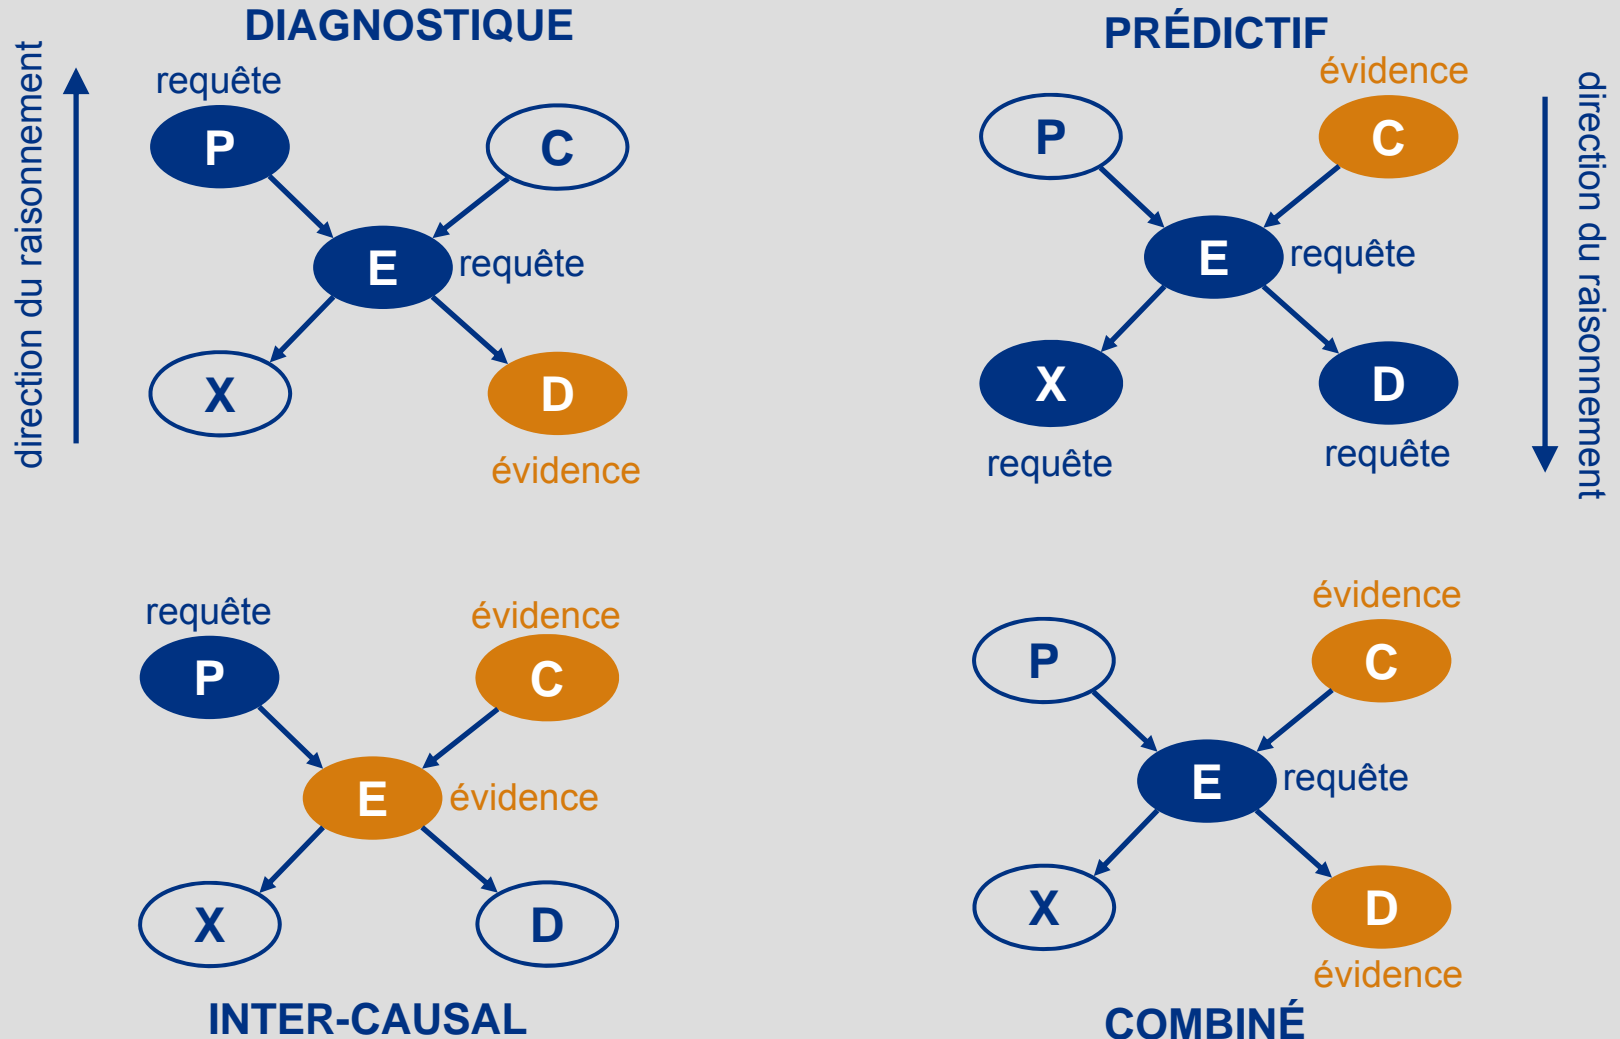 DIAGNOSTIQUE
direction du raisonnement
requête
P
C
E
requête
X
D
évidence
PRÉDICTIF
évidence
P
C
E
requête
X
D
requête
requête
direction du raisonnement
requête
évidence
P
C
E
évidence
X
D
INTER-CAUSAL
évidence
P
C
E
requête
X
D
évidence
COMBINÉ